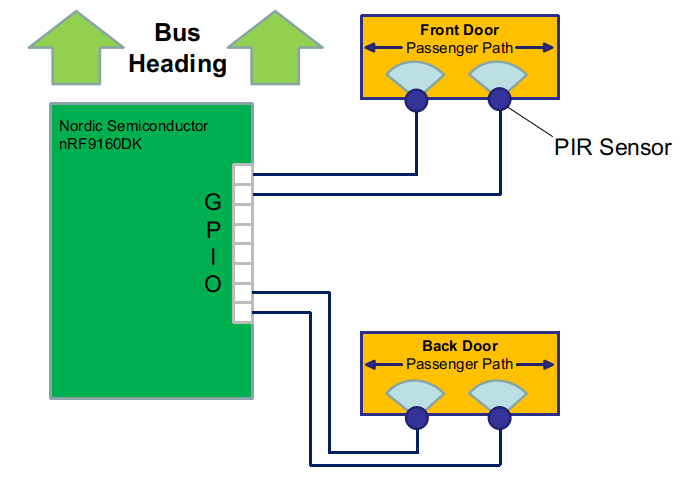 Bus
Heading
Front Door
Passenger Path
PIR Sensor
Nordic Semiconductor
nRF9160DK
G
P
I
O
Back Door
Passenger Path